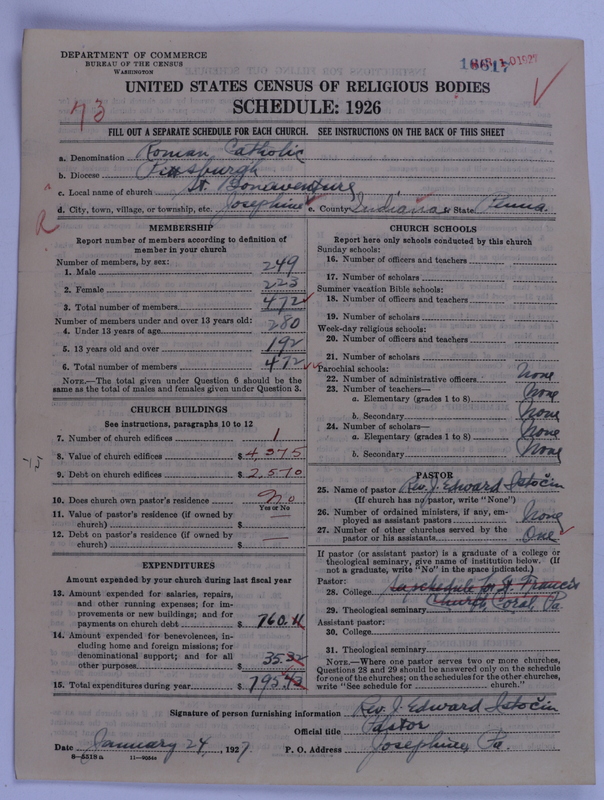 DEPARTMENT OF COMMERCE
BUREAU OF THE CENSUS
WASHINGTON
UNITED STATES CENSUS OF RELIGIOUS BODIES
SCHEDULE: 1926
73
FILL OUT A SEPARATE SCHEDULE FOR EACH CHURCH. SEE INSTRUCTIONS ON THE BACK OF THIS SHEET
a. Denomination Roman Catholic
b. Diocese Pittsburgh
c. Local name of church St. Bonaventure
d. City, town, village, or township, etc. Josephine e. County Indiana & State Penna.
MEMBERSHIP
Report number of members according to definition of
member in your church
Number of members, by sex:
1. Male 249
2. Female 223
3. Total number of members 472
Number of members under and over 13 years old:
4. Under 13 years of age 280
5. 13 years old and over 192
6. Total number of members 472
NOTE.—The total given under Question 6 should be
same as the total of males and females given under Question 3.
CHURCH BUILDINGS
See instructions, paragraphs 10 to 12
7. Number of church edifices 1
8. Value of church edifices $ 4,375
9. Debt on church edifices $ 2,570
10. Does church own pastor's residence No
Yes or No
11. Value of pastor's residence (if owned by
church) $ —
12. Debt on pastor's residence (if owned by
church) $ —
EXPENDITURES
Amount expended by your church during last fiscal year
13. Amount expended for salaries, repairs,
and other running expenses; for im-
provements or new buildings; and for
payments on church debt $ 760.11
14. Amount expended for benevolences, in-
cluding home and foreign missions; for
denominational support; and for all
other purposes $ 35.32
15. Total expenditures during year $ 795.43
CHURCH SCHOOLS
Report here only schools conducted by this church
Sunday schools:
16. Number of officers and teachers
17. Number of scholars
Summer vacation Bible schools:
18. Number of officers and teachers
19. Number of scholars
Week-day religious schools:
20. Number of officers and teachers
21. Number of scholars
Parochial schools:
22. Number of administrative officers None
23. Number of teachers—
a. Elementary (grades 1 to 8) None
b. Secondary None
24. Number of scholars—
a. Elementary (grades 1 to 8) None
b. Secondary None
PASTOR
25. Name of pastor Rev. J. Edward Istočin
(If church has no pastor, write "None")
26. Number of ordained ministers, if any, em-
ployed as assistant pastors None
27. Number of other churches served by the
pastor or his assistants One
If pastor (or assistant pastor) is a graduate of a college or
theological seminary, give name of institution below. (If
not a graduate, write "No" in the space indicated.)
Pastor:
28. College See schedule for St. Francis
29. Theological seminary Church, Coral, Pa.
Assistant pastor:
30. College
31. Theological seminary
NOTE.—Where one pastor serves two or more churches,
Questions 28 and 29 should be answered only on the schedule
for one of the churches; on the schedules for the other churches,
write "See schedule for church."
Signature of person furnishing information Rev. J. Edward Istočin
Official title Pastor
Date January 24, 1927 P. O. Address Josephine, Pa.
8—5518a 11—9034a